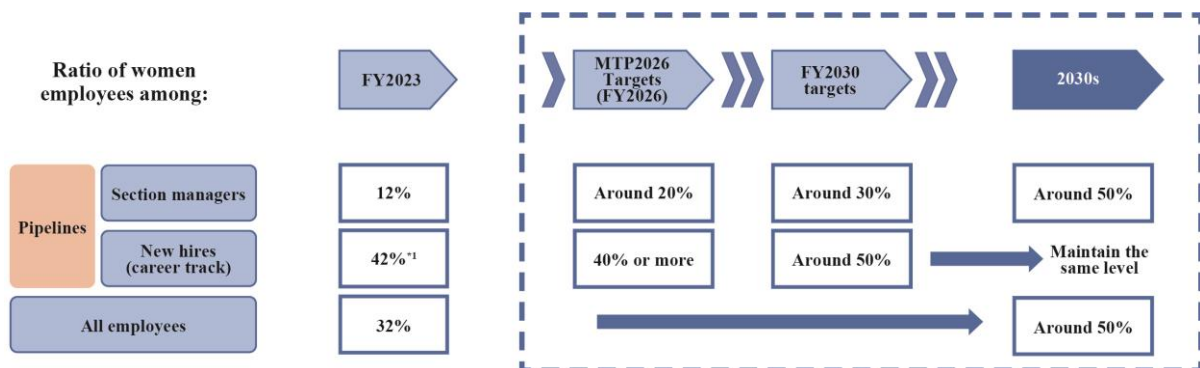 Ratio of women
employees among:
FY2023
MTP2026
Targets
(FY2026)
FY2030
targets
2030s
Pipelines
Section managers
12%
Around 20%
Around 30%
Around 50%
New hires
(career track)
42%*1
40% or more
Around 50%
Maintain the
same level
All employees
32%
Around 50%